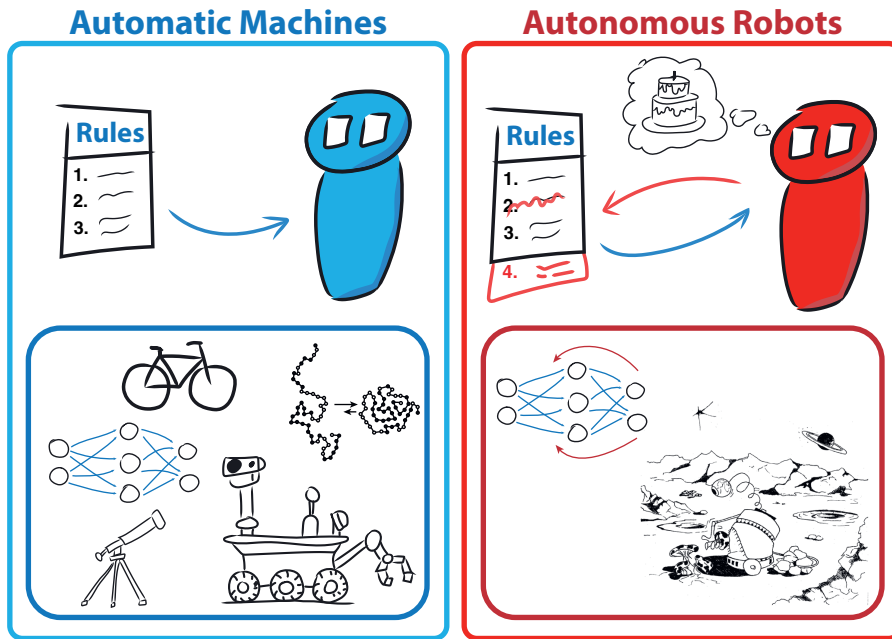 Automatic Machines
Rules
1.
2.
3.
Autonomous Robots
Rules
1.
2.
3.
4.